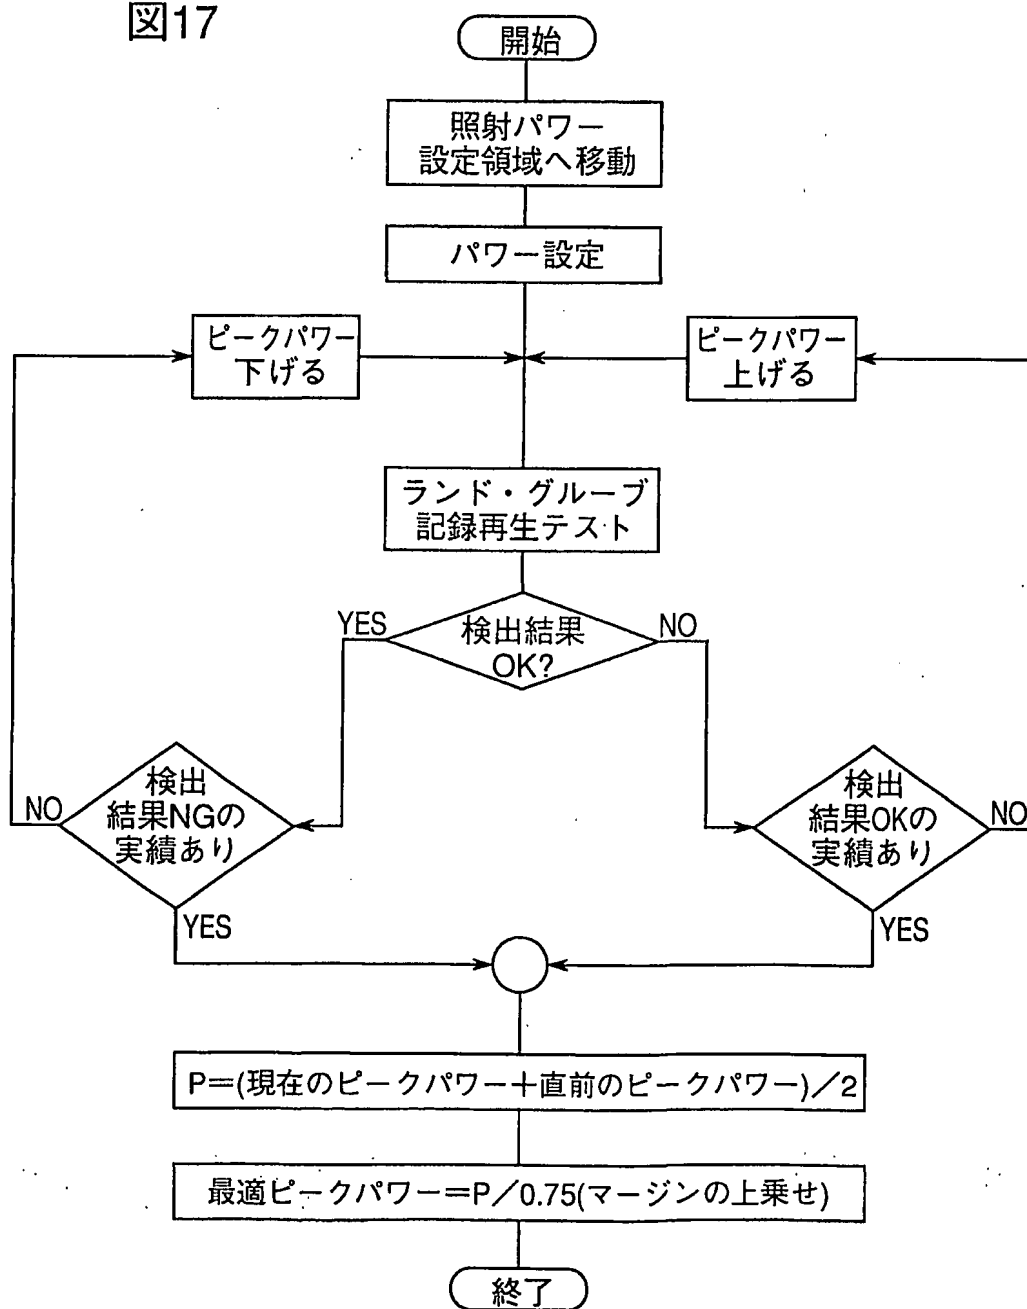 図17
開始
照射パワー
設定領域へ移動
パワー設定
ピークパワー
下げる
ピークパワー
上げる
ランド・グルーブ
記録再生テスト
YES
検出結果
OK?
NO
検出
結果NGの
実績あり
NO
YES
検出
結果OKの
実績あり
NO
YES
P=(現在のピークパワー+直前のピークパワー)/2
最適ピークパワー=P/0.75(マージンの上乗せ)
終了